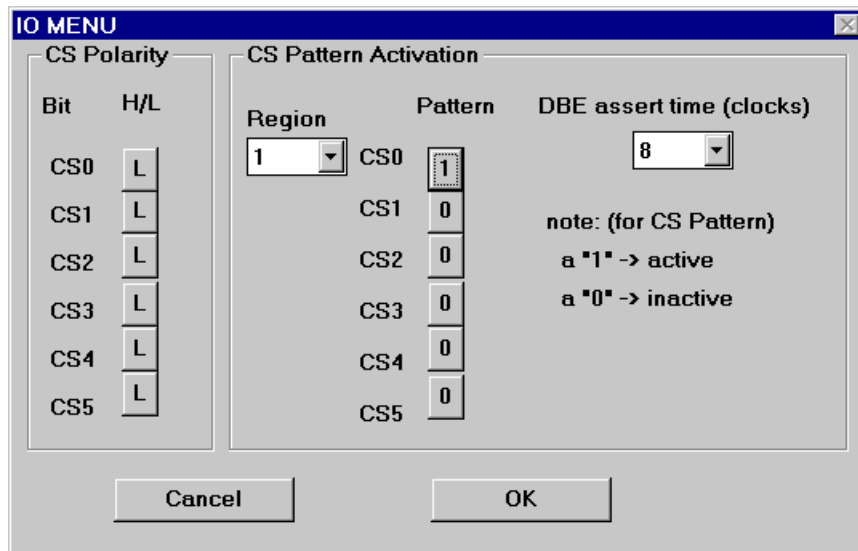 IO MENU
CS Polarity
Bit H/L
CS0 L
CS1 L
CS2 L
CS3 L
CS4 L
CS5 L
CS Pattern Activation
Region
1
Pattern
CS0 1
CS1 0
CS2 0
CS3 0
CS4 0
CS5 0
DBE assert time (clocks)
8
note: (for CS Pattern)
a "1" -> active
a "0" -> inactive
Cancel
OK